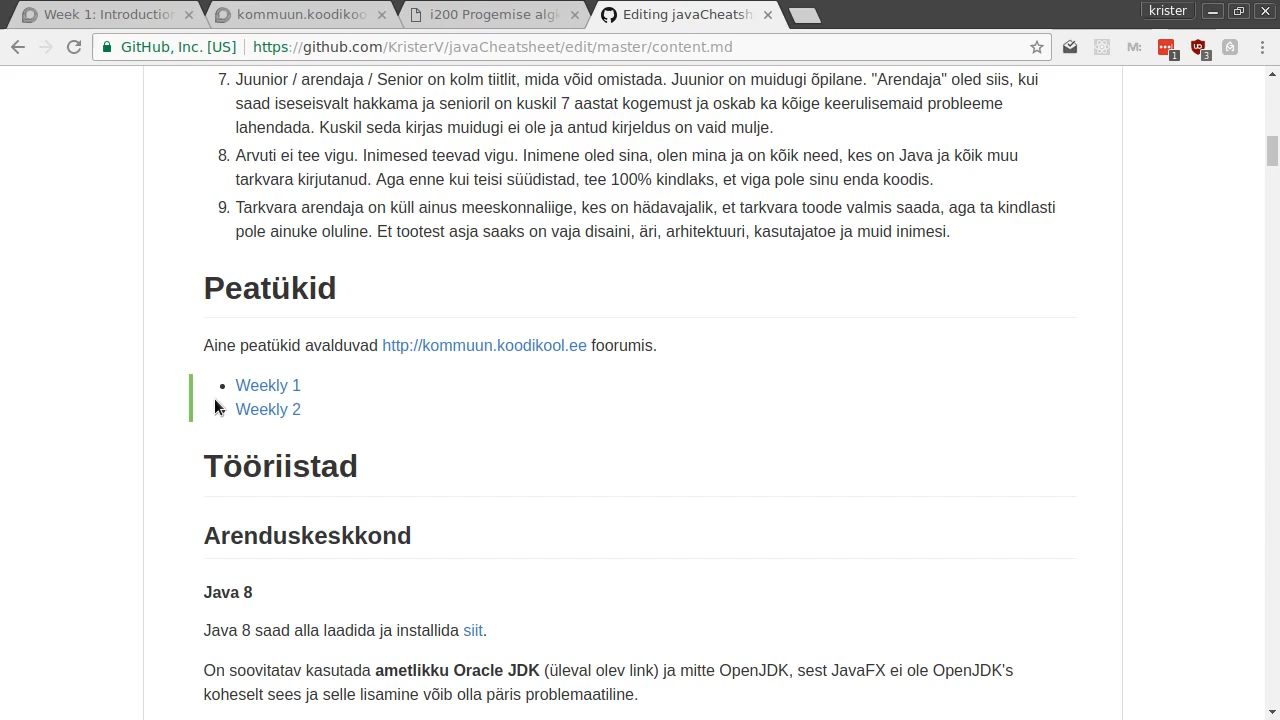 Week 1: Introduction
kommuun.koodikoo
i200 Progemise alg
Editing javaCheatsh
krister
GitHub, Inc. [US]
https://github.com/KristerV/javaCheatsheet/edit/master/content.md
M:
1
3
7. Juunior / arendaja / Senior on kolm tiitlit, mida võid omistada. Juunior on muidugi õpilane. "Arendaja" oled siis, kui
saad iseseisvalt hakkama ja senioril on kuskil 7 aastat kogemust ja oskab ka kõige keerulisemaid probleeme
lahendada. Kuskil seda kirjas muidugi ei ole ja antud kirjeldus on vaid mulje.
8. Arvuti ei tee vigu. Inimesed teevad vigu. Inimene oled sina, olen mina ja on kõik need, kes on Java ja kõik muu
tarkvara kirjutanud. Aga enne kui teisi süüdistad, tee 100% kindlaks, et viga pole sinu enda koodis.
9. Tarkvara arendaja on küll ainus meeskonnaliige, kes on hädavajalik, et tarkvara toode valmis saada, aga ta kindlasti
pole ainuke oluline. Et tootest asja saaks on vaja disaini, äri, arhitektuuri, kasutajatoe ja muid inimesi.
Peatükid
Aine peatükid avalduvad http://kommuun.koodikool.ee foorumis.
Weekly 1
Weekly 2
Tööriistad
Arenduskeskkond
Java 8
Java 8 saad alla laadida ja installida siit.
On soovitatav kasutada ametlikku Oracle JDK (üleval olev link) ja mitte OpenJDK, sest JavaFX ei ole OpenJDK's
koheselt sees ja selle lisamine võib olla päris problemaatiline.